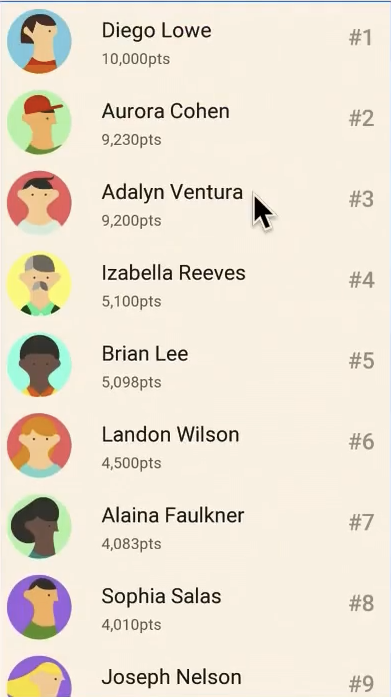 Diego Lowe
#1
10,000pts
Aurora Cohen
#2
9,230pts
Adalyn Ventura
#3
9,200pts
Izabella Reeves
#4
5,100pts
Brian Lee
#5
5,098pts
Landon Wilson
#6
4,500pts
Alaina Faulkner
#7
4,083pts
Sophia Salas
#8
4,010pts
Joseph Nelson
#9